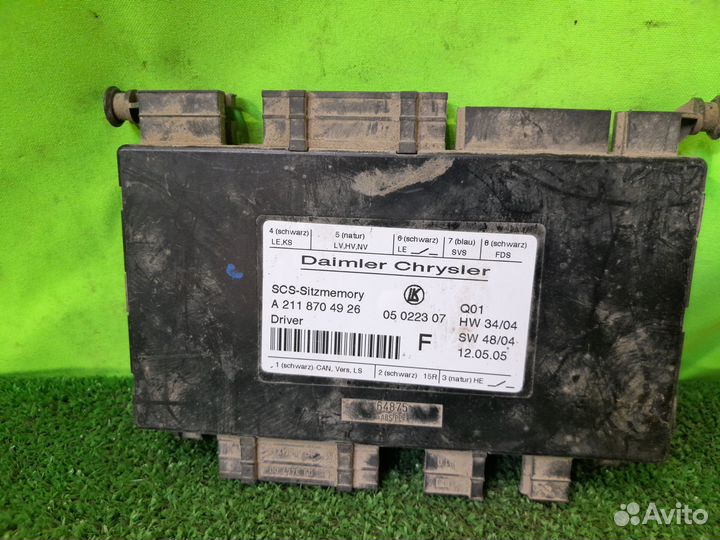 4 (schwarz) 5 (natur) 6 (schwarz) 7 (blau) 8 (schwarz)
LE,KS LV,HV,NV LE SVS FDS
Daimler Chrysler
SCS-Sitzmemory
A 211 870 49 26 05 0223 07
Driver
Q01
HW 34/04
F SW 48/04
12.05.05
1 (schwarz)-CAN, Vers, LS 2 (schwarz) 15R 3 (natur) HE
64875
Avito